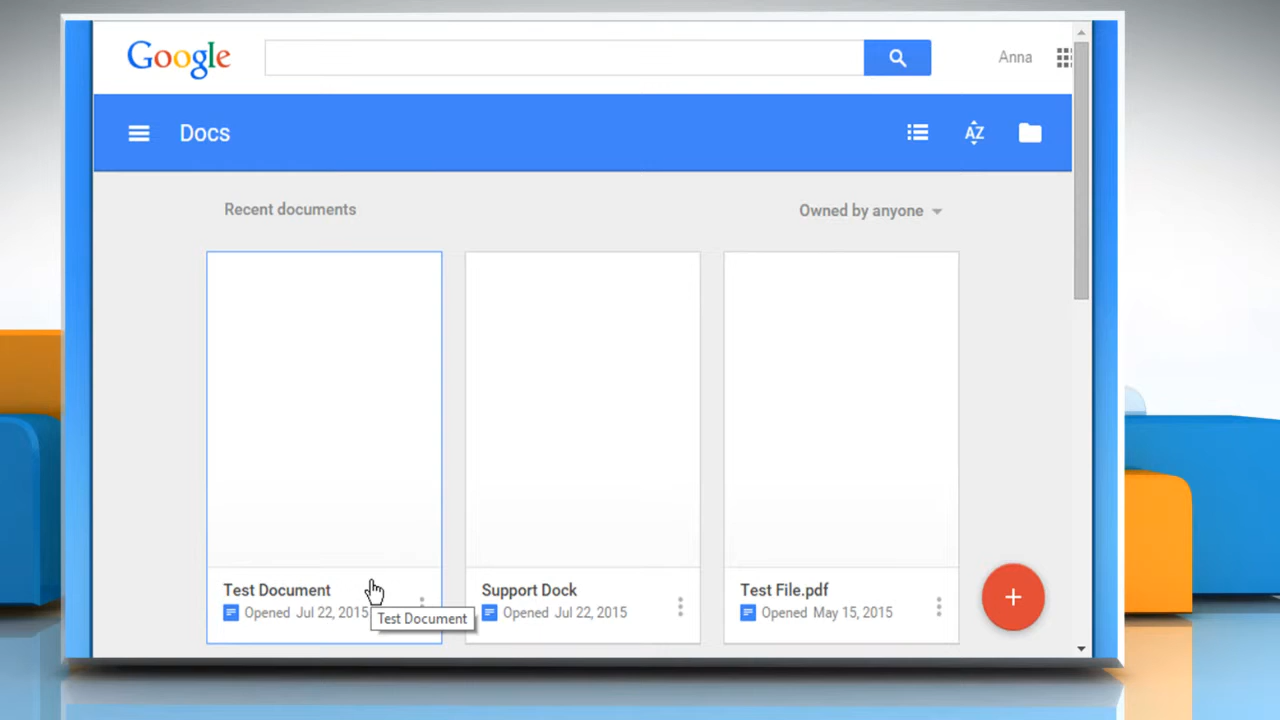 Google
Anna
Docs
AZ
Recent documents
Owned by anyone
Test Document
Opened Jul 22, 2015
Test Document
Support Dock
Opened Jul 22, 2015
Test File.pdf
Opened May 15, 2015